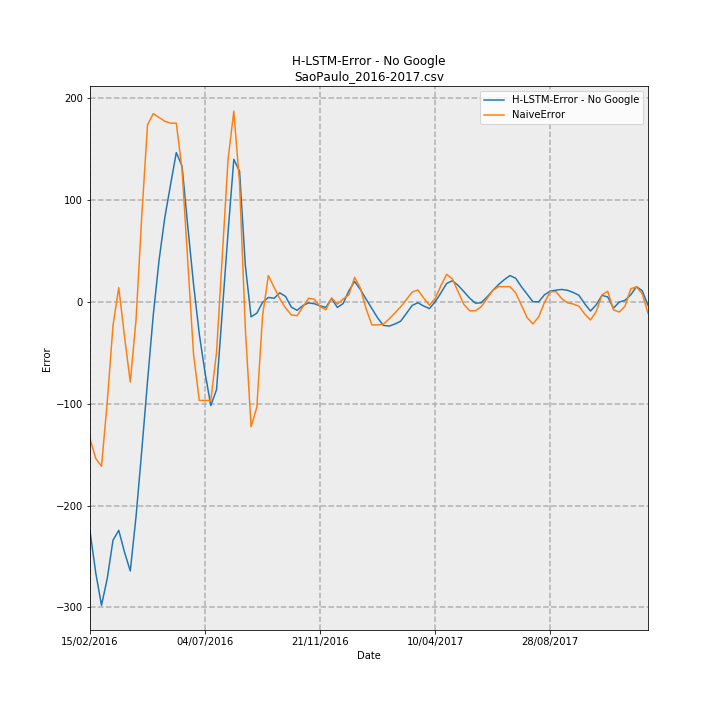 H-LSTM-Error - No Google
SaoPaulo_2016-2017.csv
H-LSTM-Error - No Google
NaiveError
200
100
0
−100
−200
−300
Error
15/02/2016
04/07/2016
21/11/2016
10/04/2017
28/08/2017
Date